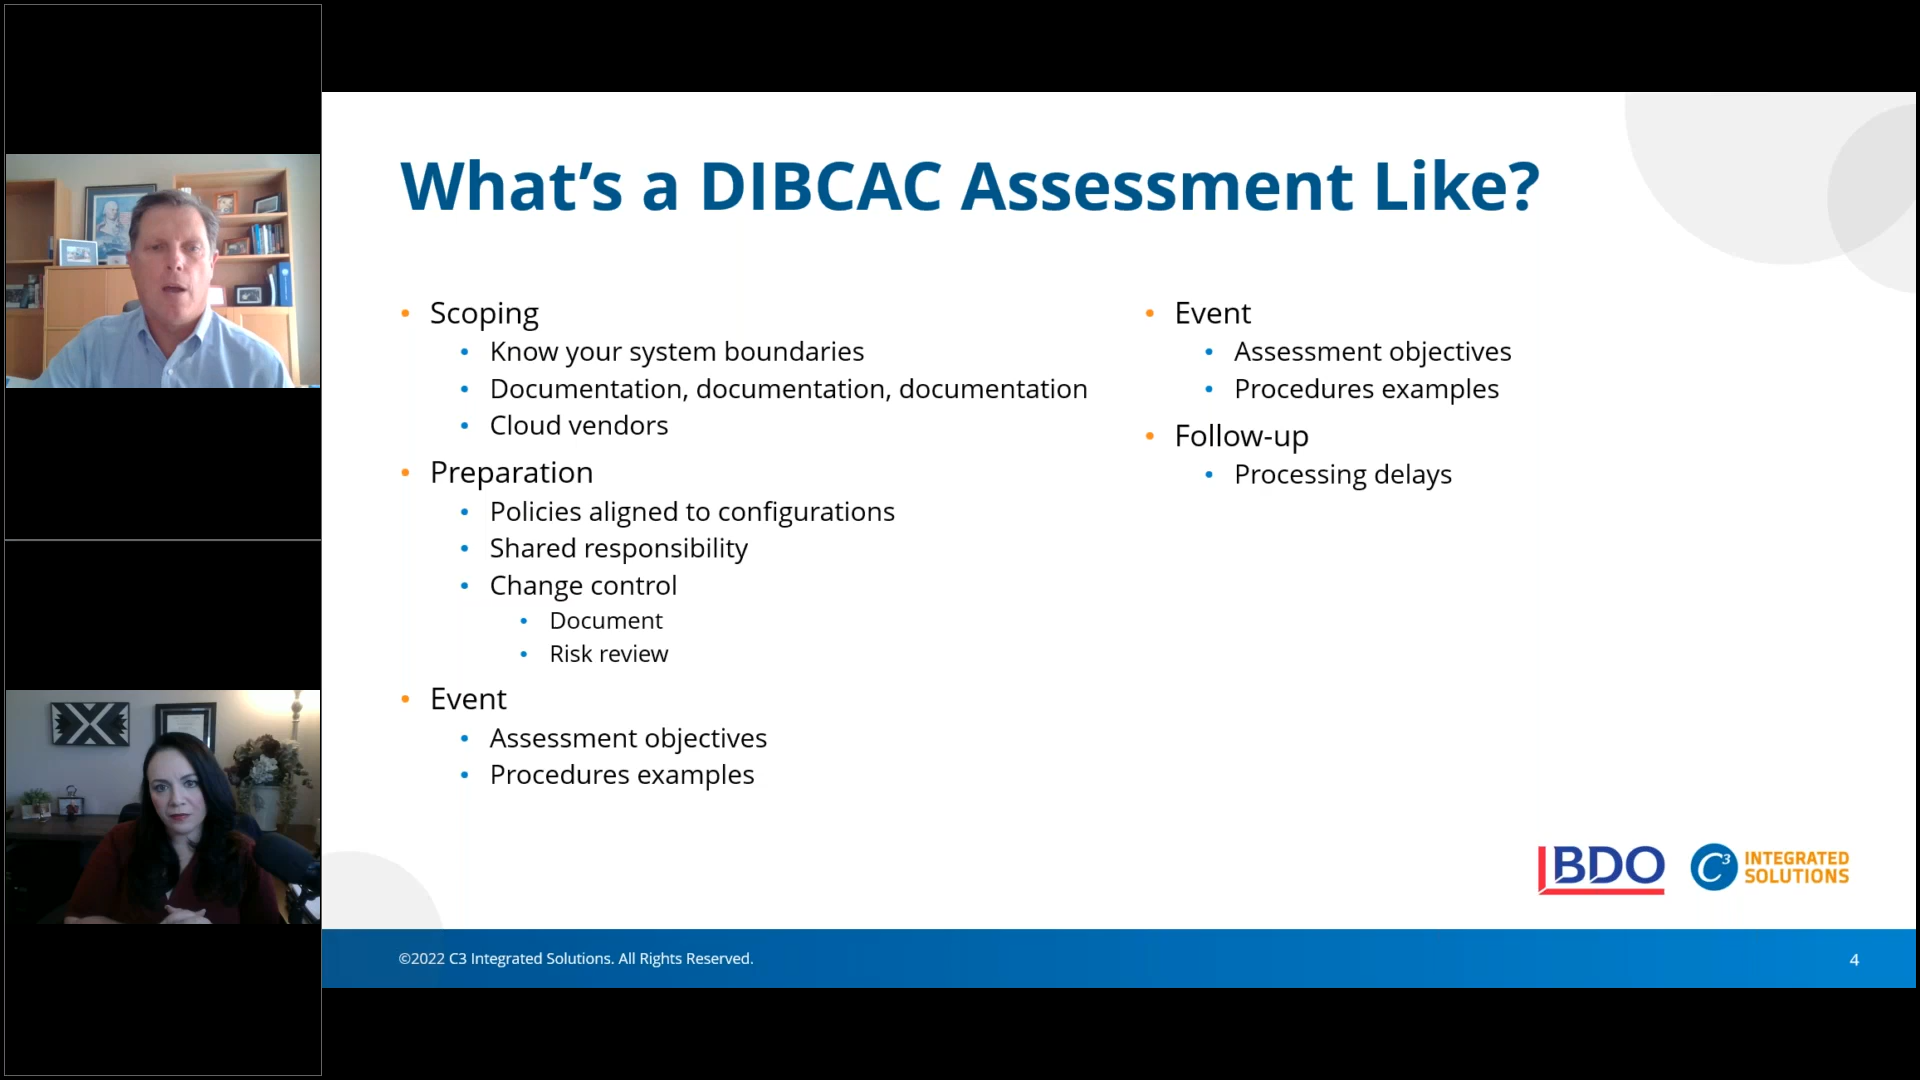 What’s a DIBCAC Assessment Like?
• Scoping
• Know your system boundaries
• Documentation, documentation, documentation
• Cloud vendors
• Preparation
• Policies aligned to configurations
• Shared responsibility
• Change control
• Document
• Risk review
• Event
• Assessment objectives
• Procedures examples
• Event
• Assessment objectives
• Procedures examples
• Follow-up
• Processing delays
BDO
C³ INTEGRATED
SOLUTIONS
©2022 C3 Integrated Solutions. All Rights Reserved.
4